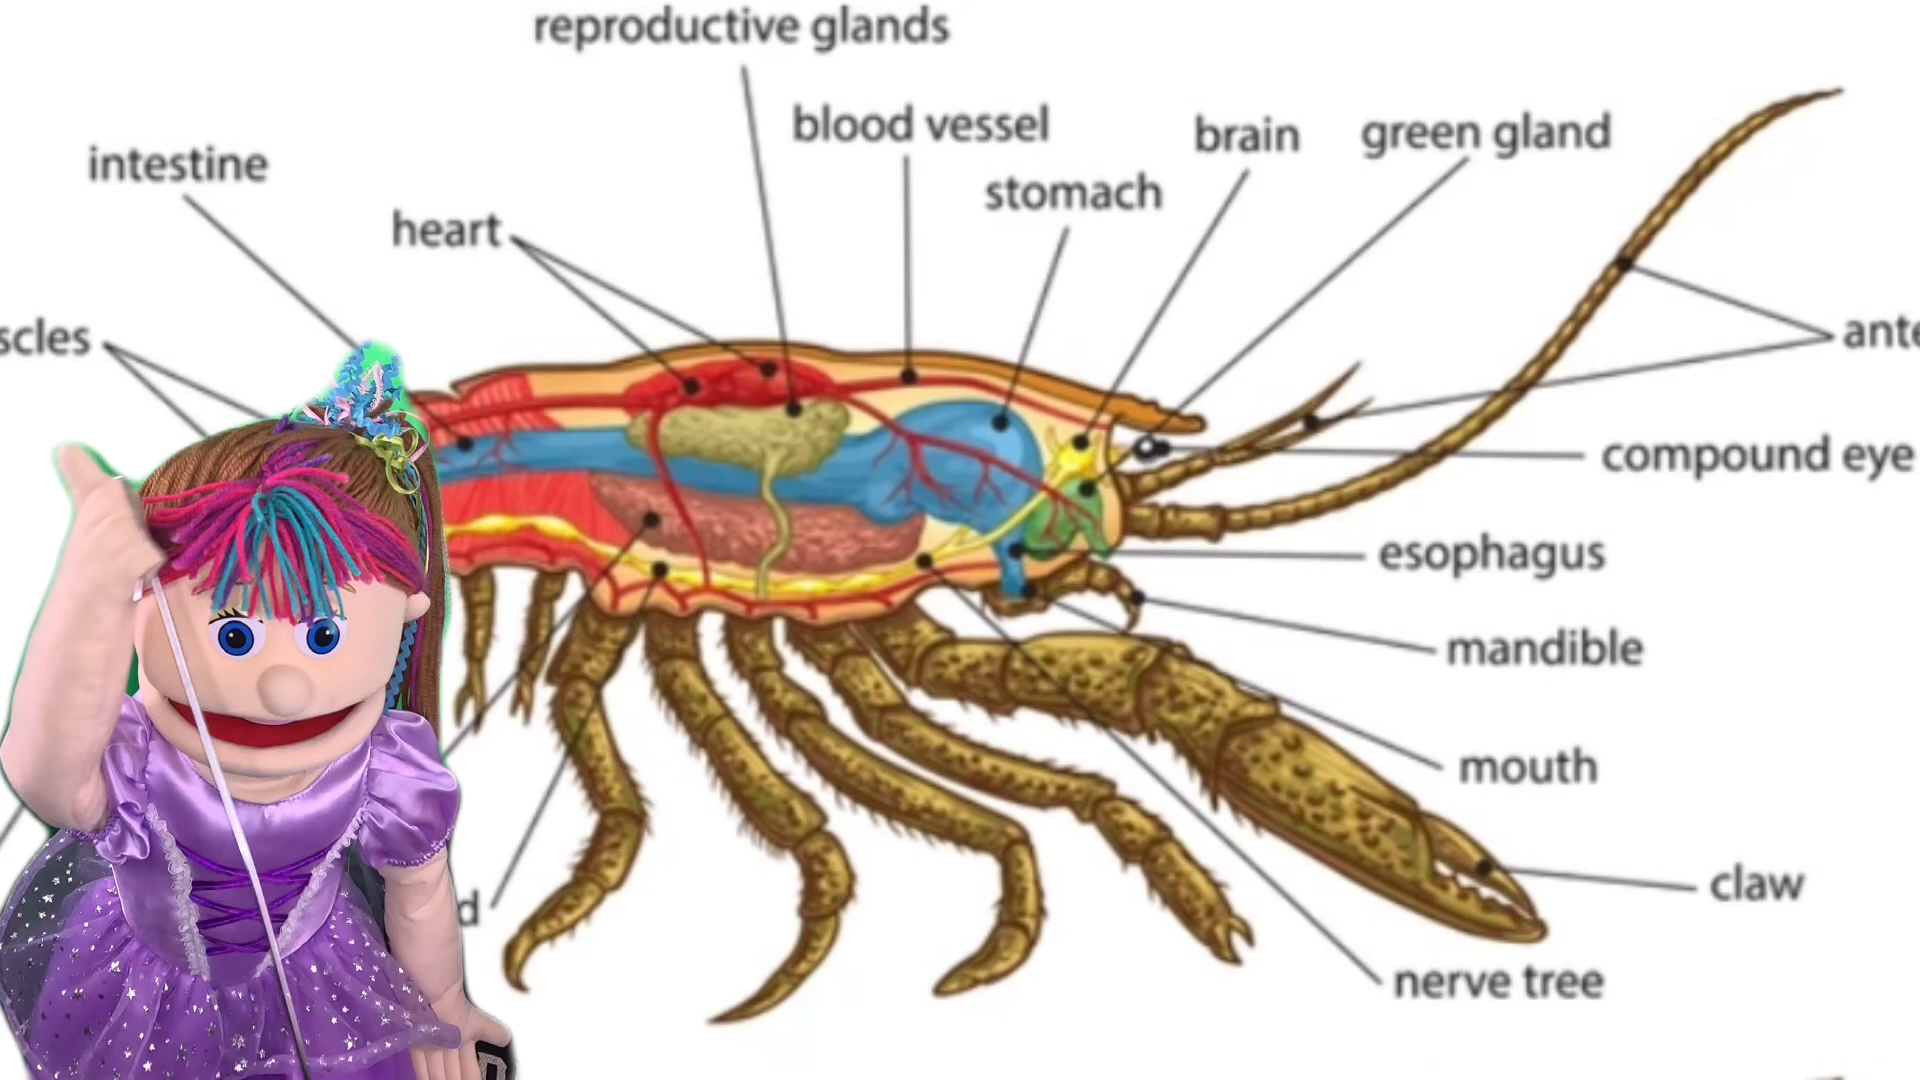 reproductive glands
blood vessel
brain
green gland
intestine
stomach
heart
scles
ante
compound eye
esophagus
mandible
mouth
claw
d
nerve tree